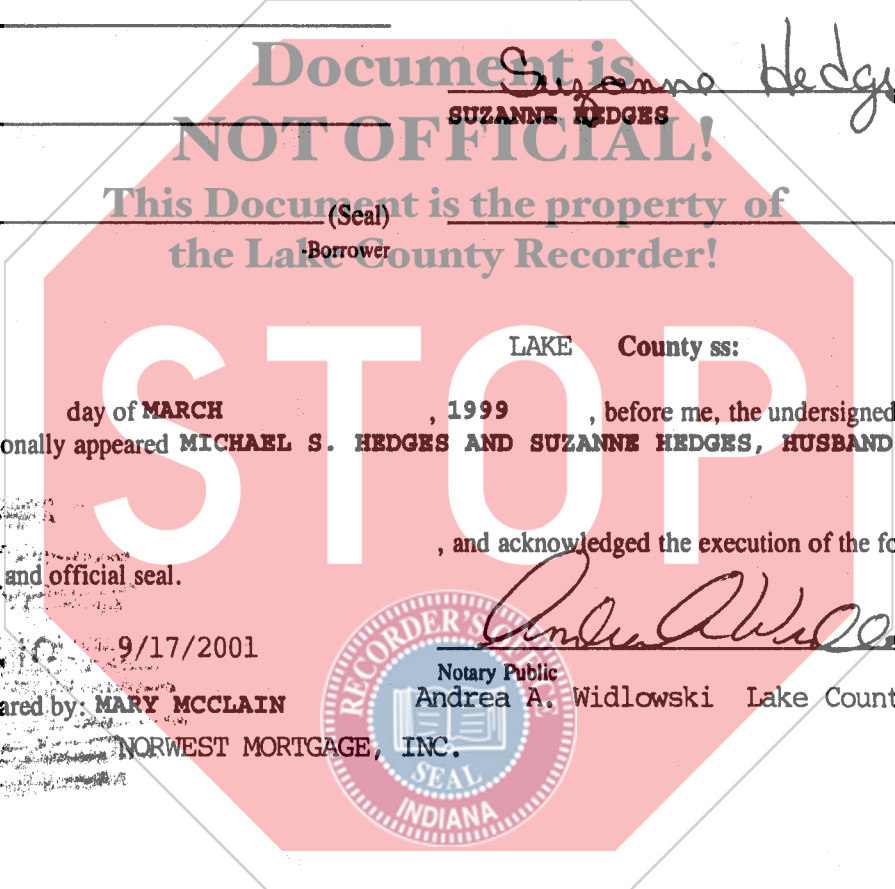 Document is
Suzanne Hedges
SUZANNE HEDGES
NOT OFFICIAL!
This Document is the property of
(Seal)
-Borrower
the Lake County Recorder!
STOP
LAKE County ss:
day of MARCH , 1999 , before me, the undersigned
onally appeared MICHAEL S. HEDGES AND SUZANNE HEDGES, HUSBAND
, and acknowledged the execution of the fo
and official seal.
9/17/2001
Notary Public
Andrea A. Widlowski Lake Count
ared by: MARY MCCLAIN
NORWEST MORTGAGE, INC.
RECORDER'S OFFICE
SEAL
INDIANA